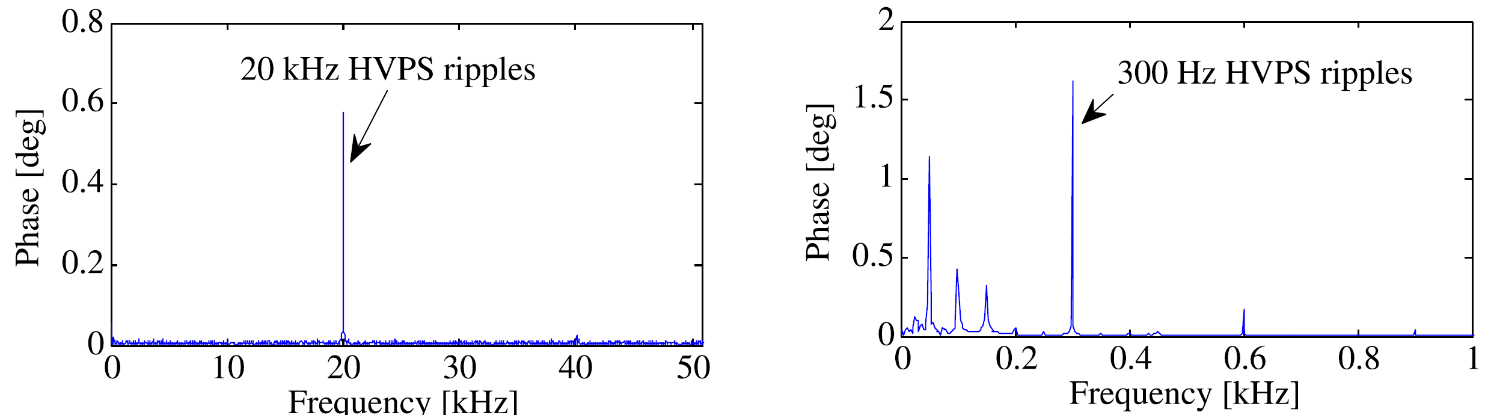 0.8
20 kHz HVPS ripples
0.6
0.4
0.2
0
Phase [deg]
0 10 20 30 40 50
Frequency [kHz]
2
300 Hz HVPS ripples
1.5
1
0.5
0
Phase [deg]
0 0.2 0.4 0.6 0.8 1
Frequency [kHz]